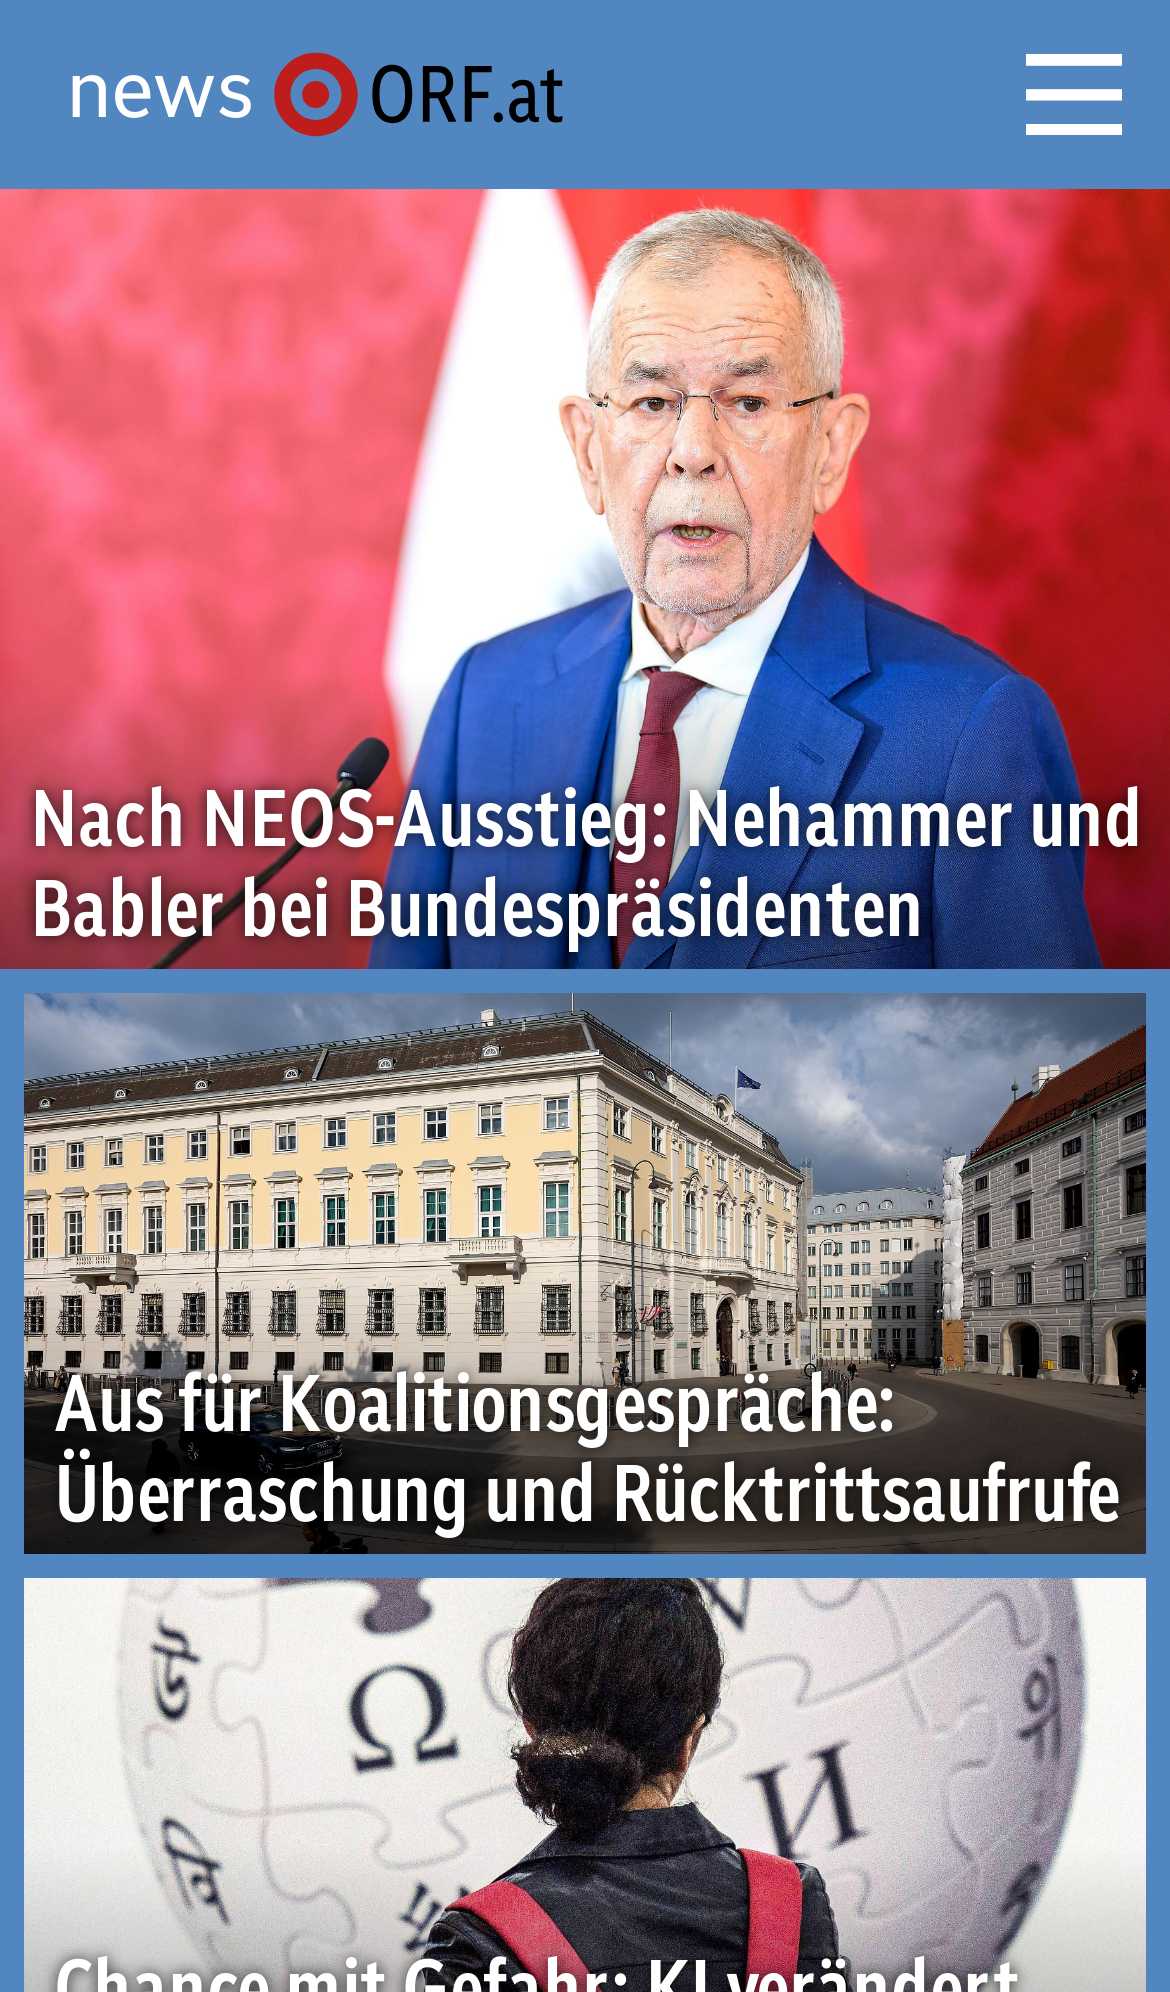 news ORF.at
Nach NEOS-Ausstieg: Nehammer und
Babler bei Bundespräsidenten
Aus für Koalitionsgespräche:
Überraschung und Rücktrittsaufrufe
Ω
И
Chance mit Gefahr: KI verändert